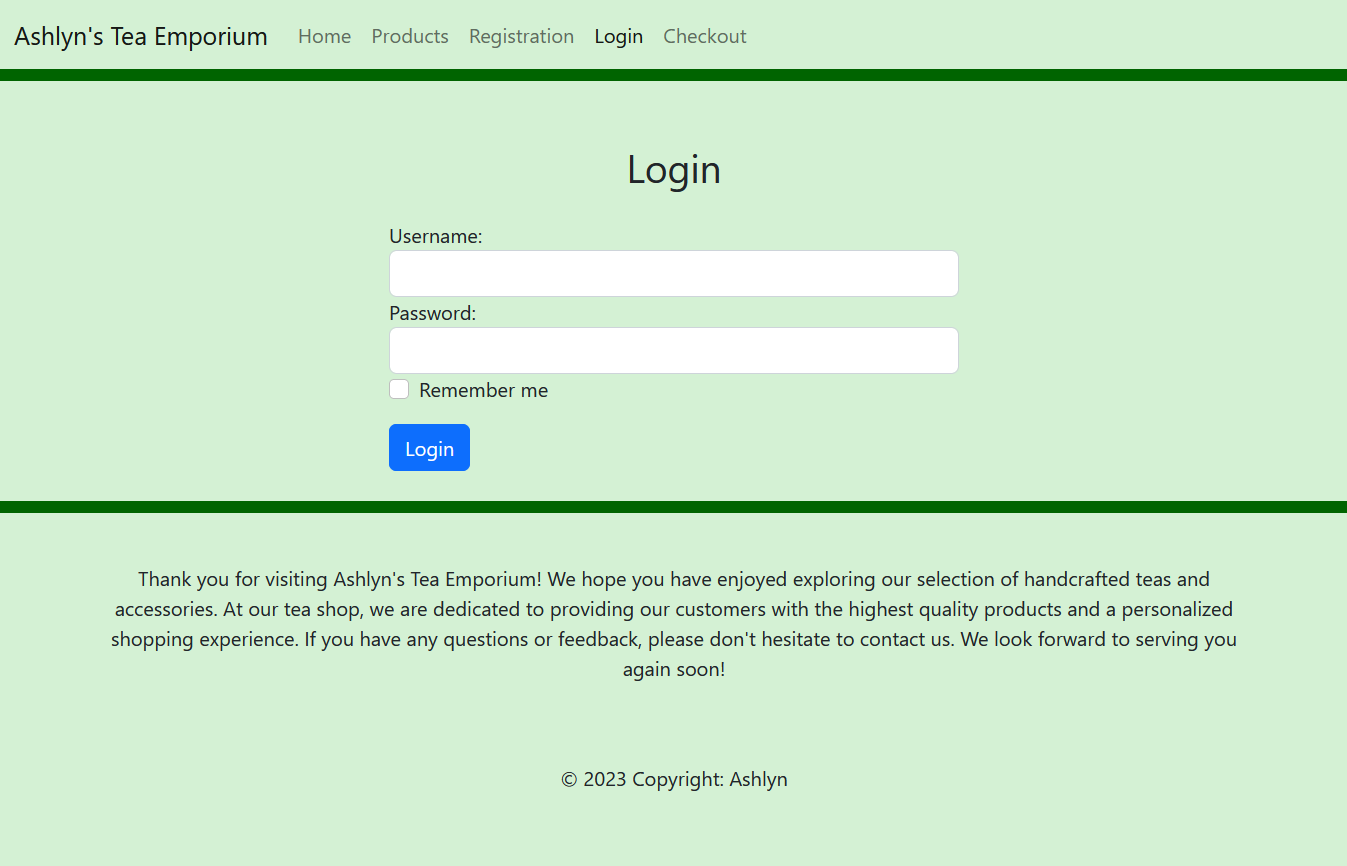 Ashlyn's Tea Emporium Home Products Registration Login Checkout
Login
Username:
Password:
Remember me
Login
Thank you for visiting Ashlyn's Tea Emporium! We hope you have enjoyed exploring our selection of handcrafted teas and
accessories. At our tea shop, we are dedicated to providing our customers with the highest quality products and a personalized
shopping experience. If you have any questions or feedback, please don't hesitate to contact us. We look forward to serving you
again soon!
© 2023 Copyright: Ashlyn